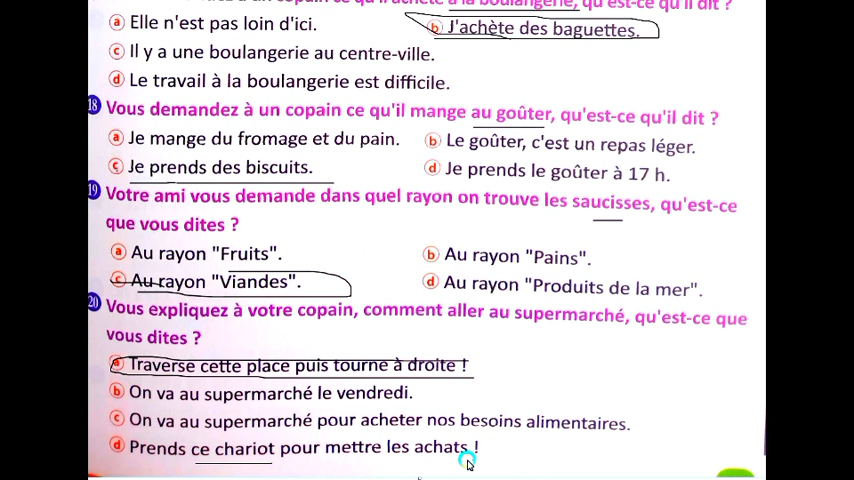 qu'est-ce qu'il dit ?
a Elle n'est pas loin d'ici. b J'achète des baguettes.
c Il y a une boulangerie au centre-ville.
d Le travail à la boulangerie est difficile.
18 Vous demandez à un copain ce qu'il mange au goûter, qu'est-ce qu'il dit ?
a Je mange du fromage et du pain. b Le goûter, c'est un repas léger.
c Je prends des biscuits. d Je prends le goûter à 17 h.
19 Votre ami vous demande dans quel rayon on trouve les saucisses, qu'est-ce
que vous dites ?
a Au rayon "Fruits". b Au rayon "Pains".
c Au rayon "Viandes". d Au rayon "Produits de la mer".
20 Vous expliquez à votre copain, comment aller au supermarché, qu'est-ce que
vous dites ?
a Traverse cette place puis tourne à droite !
b On va au supermarché le vendredi.
c On va au supermarché pour acheter nos besoins alimentaires.
d Prends ce chariot pour mettre les achats !